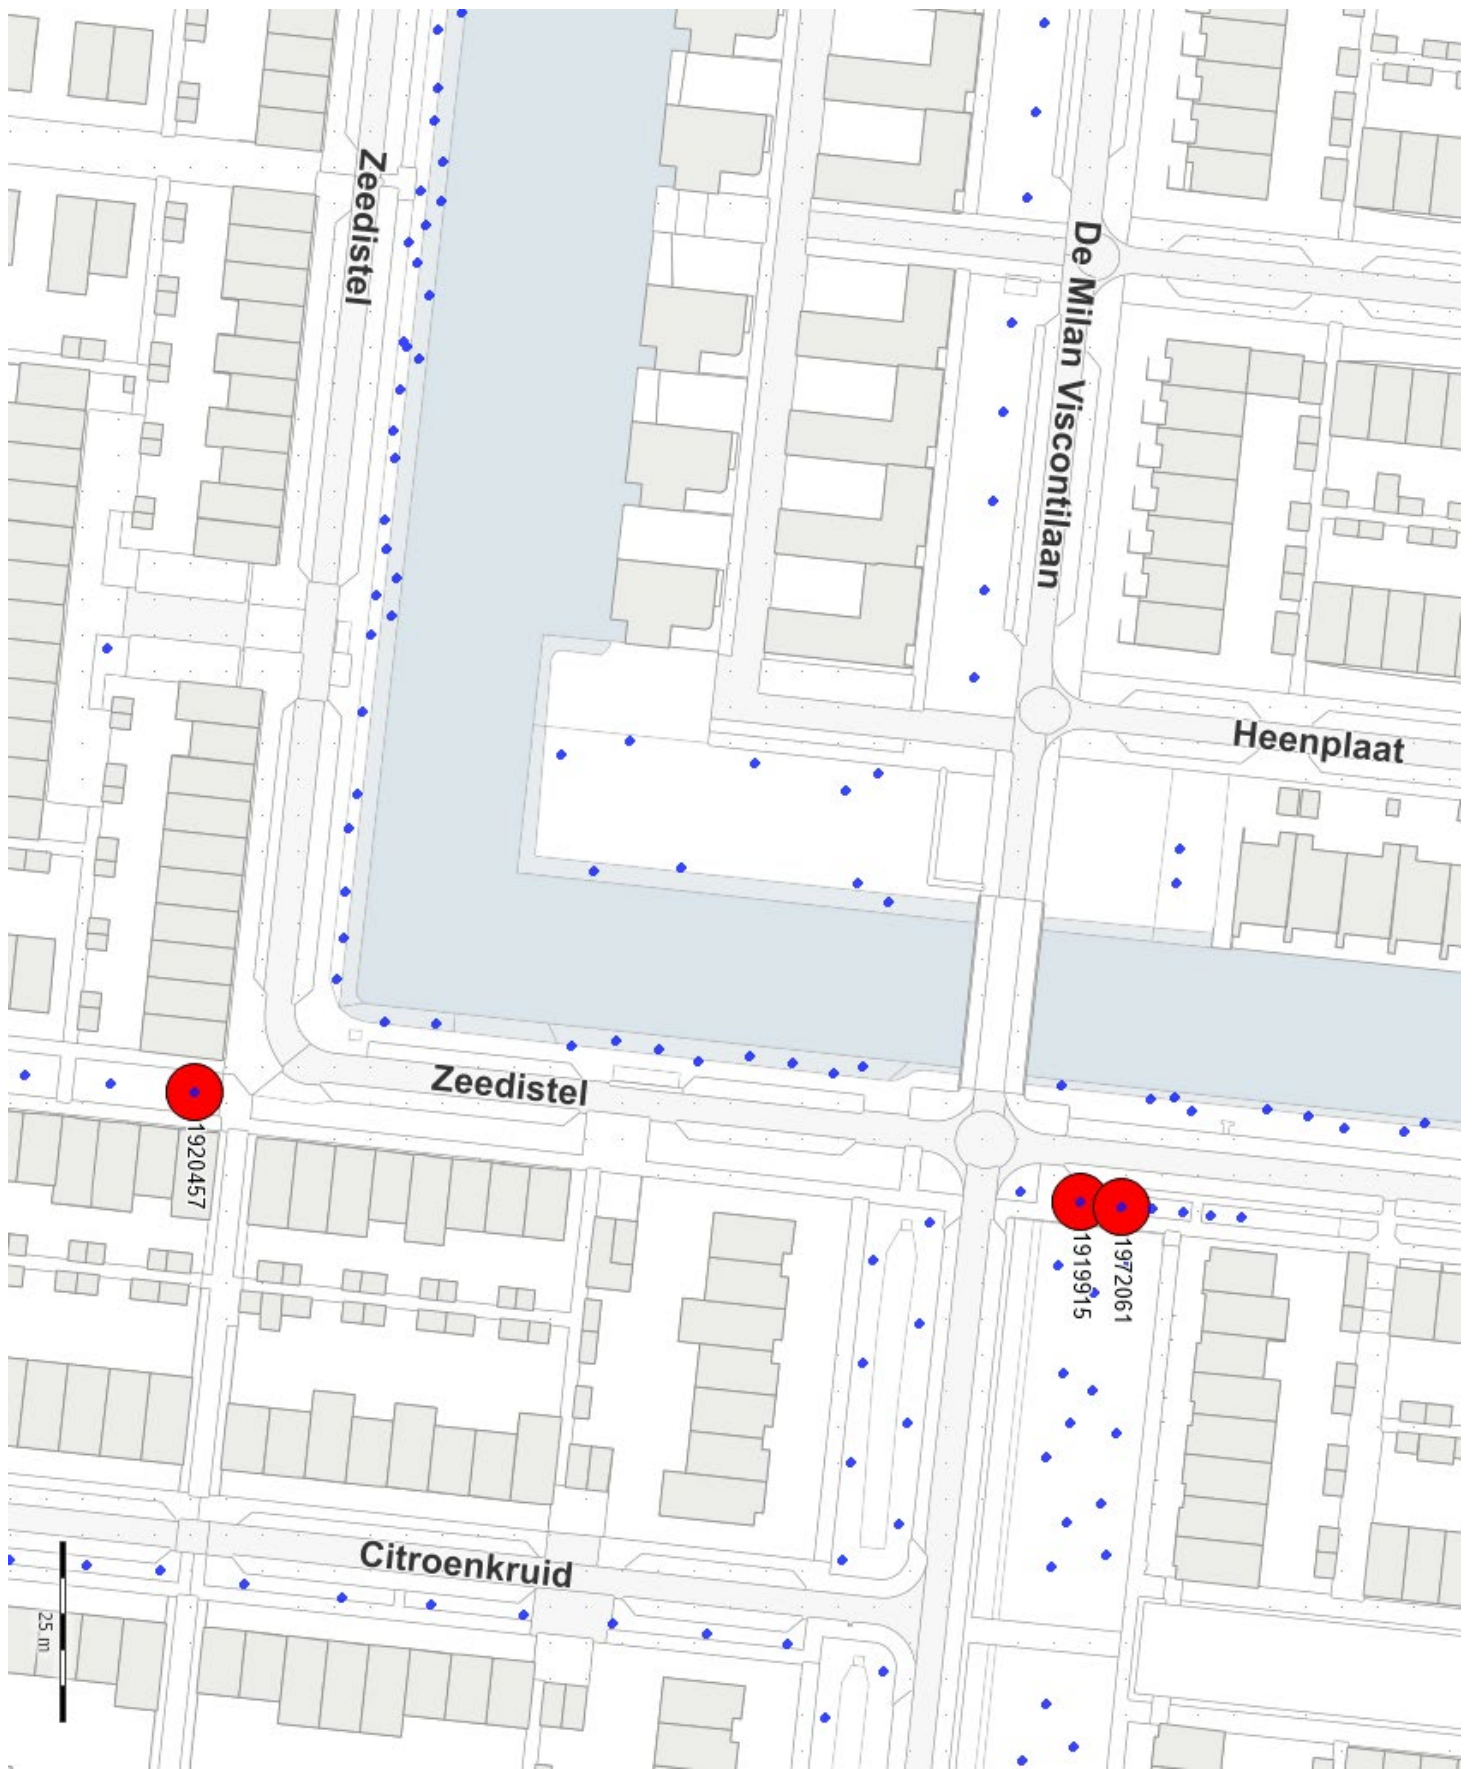 Zeedistel
De Milan Viscontilaan
Heenplaat
Zeedistel
1920457
1919915
1972061
Citroenkruid
25 m